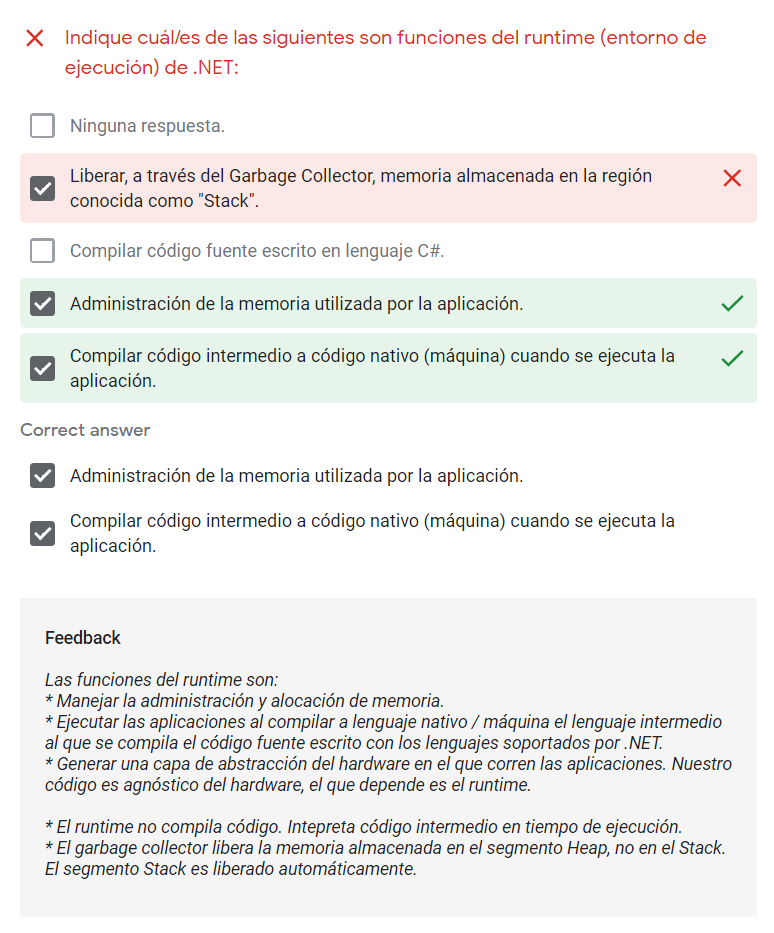 Indique cuál/es de las siguientes son funciones del runtime (entorno de
ejecución) de .NET:
Ninguna respuesta.
Liberar, a través del Garbage Collector, memoria almacenada en la región
conocida como "Stack".
Compilar código fuente escrito en lenguaje C#.
Administración de la memoria utilizada por la aplicación.
Compilar código intermedio a código nativo (máquina) cuando se ejecuta la
aplicación.
Correct answer
Administración de la memoria utilizada por la aplicación.
Compilar código intermedio a código nativo (máquina) cuando se ejecuta la
aplicación.
Feedback
Las funciones del runtime son:
* Manejar la administración y alocación de memoria.
* Ejecutar las aplicaciones al compilar a lenguaje nativo / máquina el lenguaje intermedio
al que se compila el código fuente escrito con los lenguajes soportados por .NET.
* Generar una capa de abstracción del hardware en el que corren las aplicaciones. Nuestro
código es agnóstico del hardware, el que depende es el runtime.
* El runtime no compila código. Intepreta código intermedio en tiempo de ejecución.
* El garbage collector libera la memoria almacenada en el segmento Heap, no en el Stack.
El segmento Stack es liberado automáticamente.